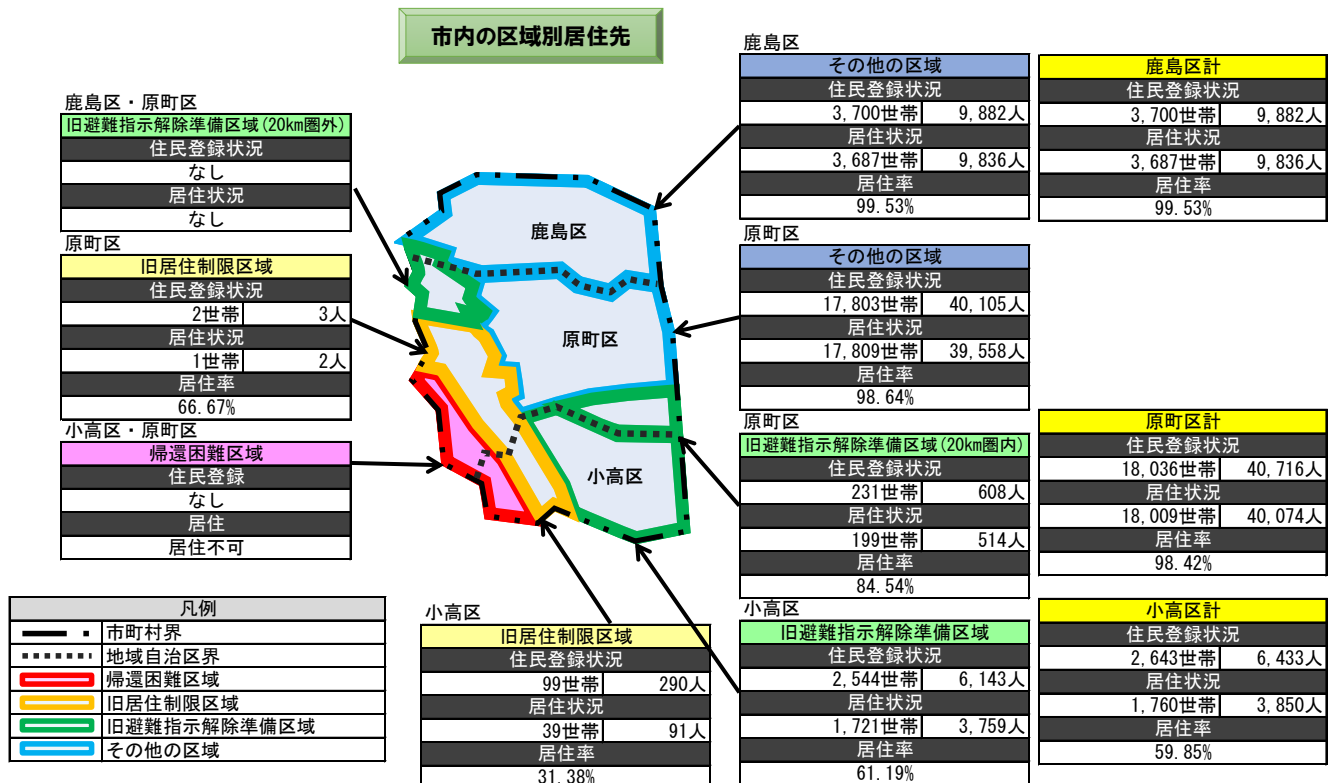 市内の区域別居住先
鹿島区・原町区
旧避難指示解除準備区域(20km圏外)
住民登録状況
なし
居住状況
なし
原町区
旧居住制限区域
住民登録状況
2世帯 3人
居住状況
1世帯 2人
居住率
66.67%
小高区・原町区
帰還困難区域
住民登録
なし
居住
居住不可
鹿島区
原町区
小高区
鹿島区
その他の区域
住民登録状況
3,700世帯 9,882人
居住状況
3,687世帯 9,836人
居住率
99.53%
鹿島区計
住民登録状況
3,700世帯 9,882人
居住状況
3,687世帯 9,836人
居住率
99.53%
原町区
その他の区域
住民登録状況
17,803世帯 40,105人
居住状況
17,809世帯 39,558人
居住率
98.64%
原町区
旧避難指示解除準備区域(20km圏内)
住民登録状況
231世帯 608人
居住状況
199世帯 514人
居住率
84.54%
原町区計
住民登録状況
18,036世帯 40,716人
居住状況
18,009世帯 40,074人
居住率
98.42%
凡例
市町村界
地域自治区界
帰還困難区域
旧居住制限区域
旧避難指示解除準備区域
その他の区域
小高区
旧居住制限区域
住民登録状況
99世帯 290人
居住状況
39世帯 91人
居住率
31.38%
小高区
旧避難指示解除準備区域
住民登録状況
2,544世帯 6,143人
居住状況
1,721世帯 3,759人
居住率
61.19%
小高区計
住民登録状況
2,643世帯 6,433人
居住状況
1,760世帯 3,850人
居住率
59.85%